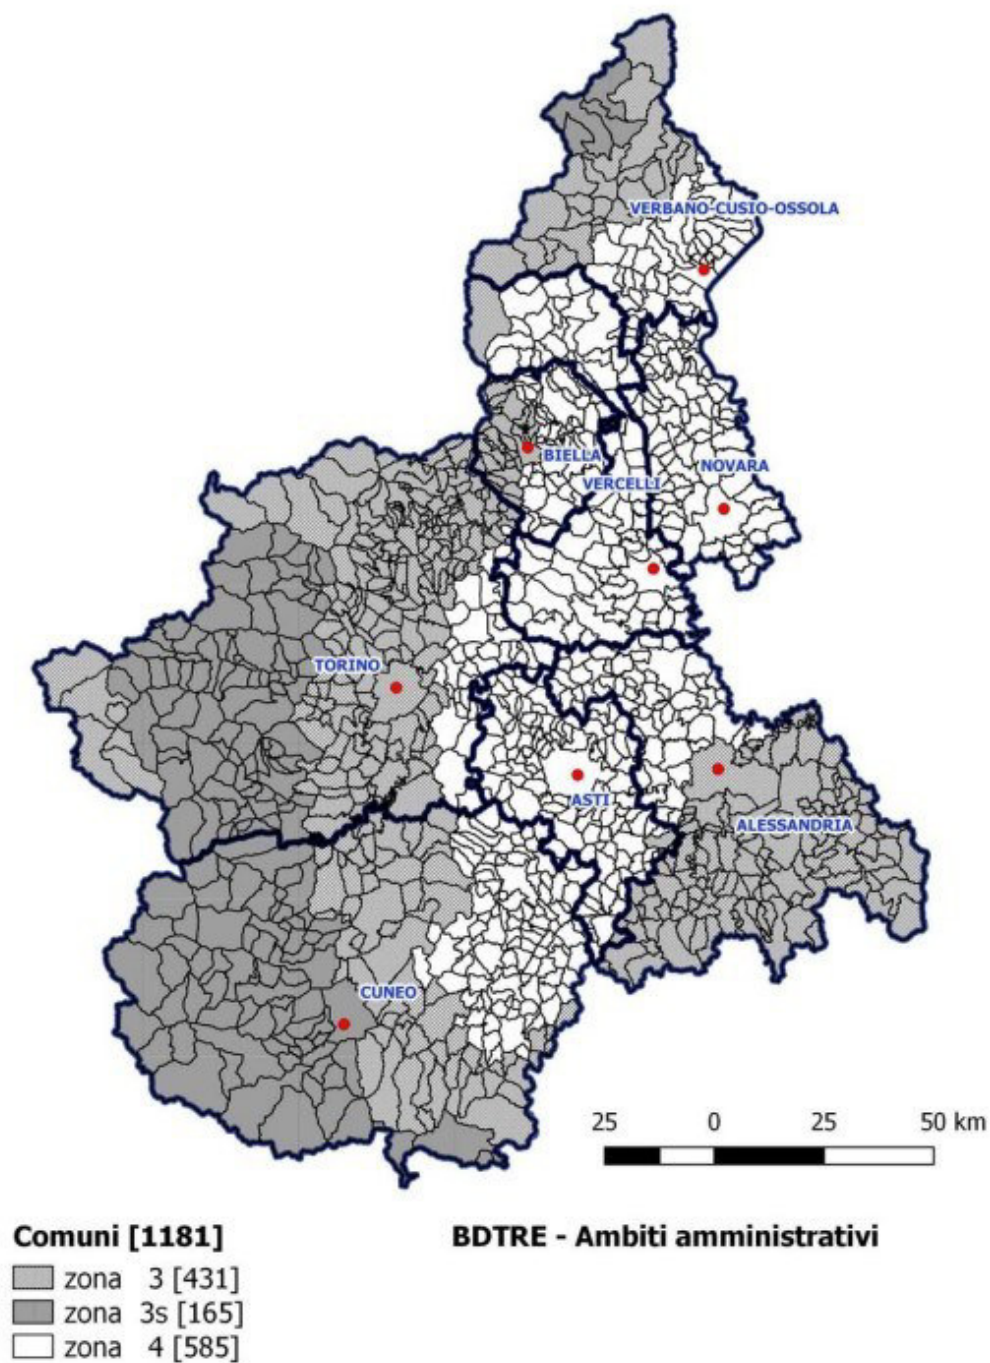 VERBANO-CUSIO-OSSOLA
BIELLA
NOVARA
VERCELLI
TORINO
ASTI
ALESSANDRIA
CUNEO
25 0 25 50 km
Comuni [1181]
BDTRE - Ambiti amministrativi
zona 3 [431]
zona 3s [165]
zona 4 [585]